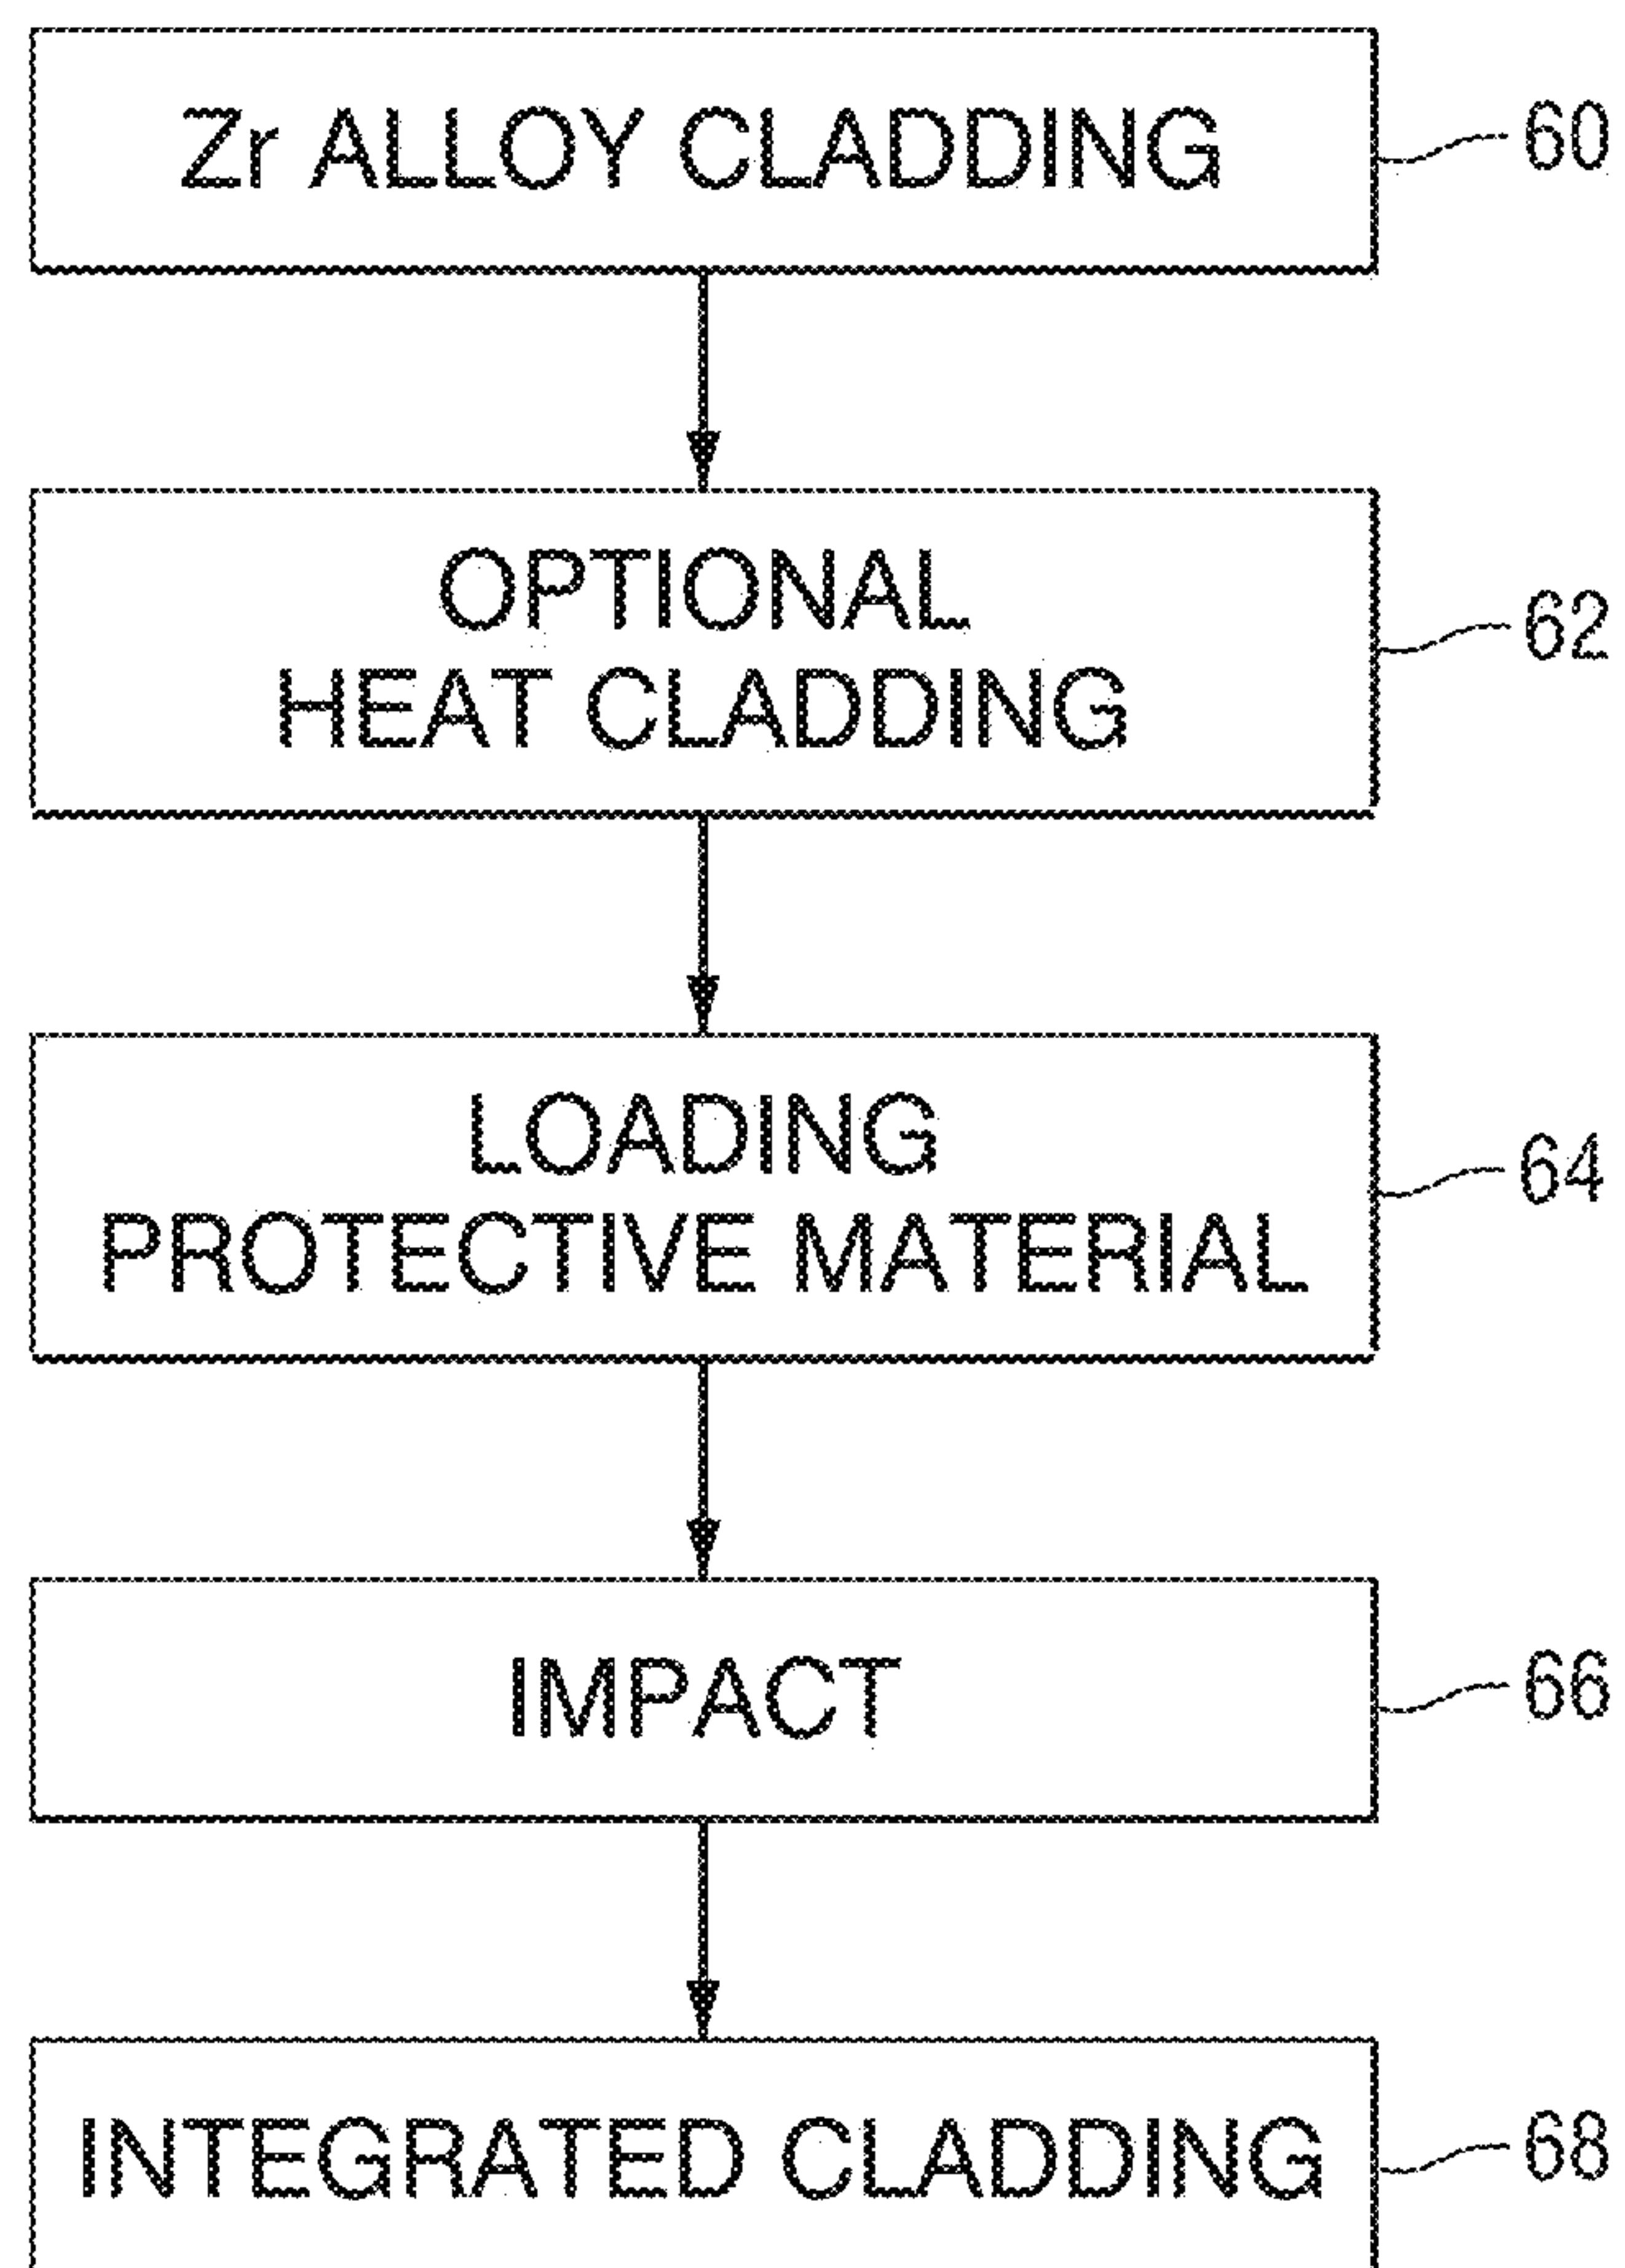 Zr ALLOY CLADDING
60
OPTIONAL
HEAT CLADDING
62
LOADING
PROTECTIVE MATERIAL
64
IMPACT
66
INTEGRATED CLADDING
68